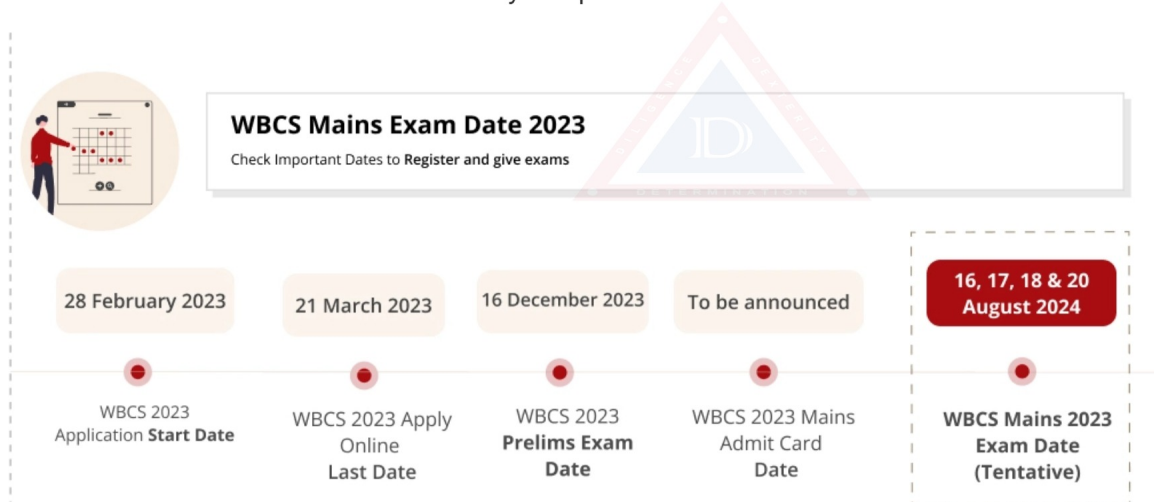 WBCS Mains Exam Date 2023
Check Important Dates to Register and give exams
28 February 2023
21 March 2023
16 December 2023
To be announced
16, 17, 18 & 20
August 2024
WBCS 2023
Application Start Date
WBCS 2023 Apply
Online
Last Date
WBCS 2023
Prelims Exam
Date
WBCS 2023 Mains
Admit Card
Date
WBCS Mains 2023
Exam Date
(Tentative)
DETERMINATION